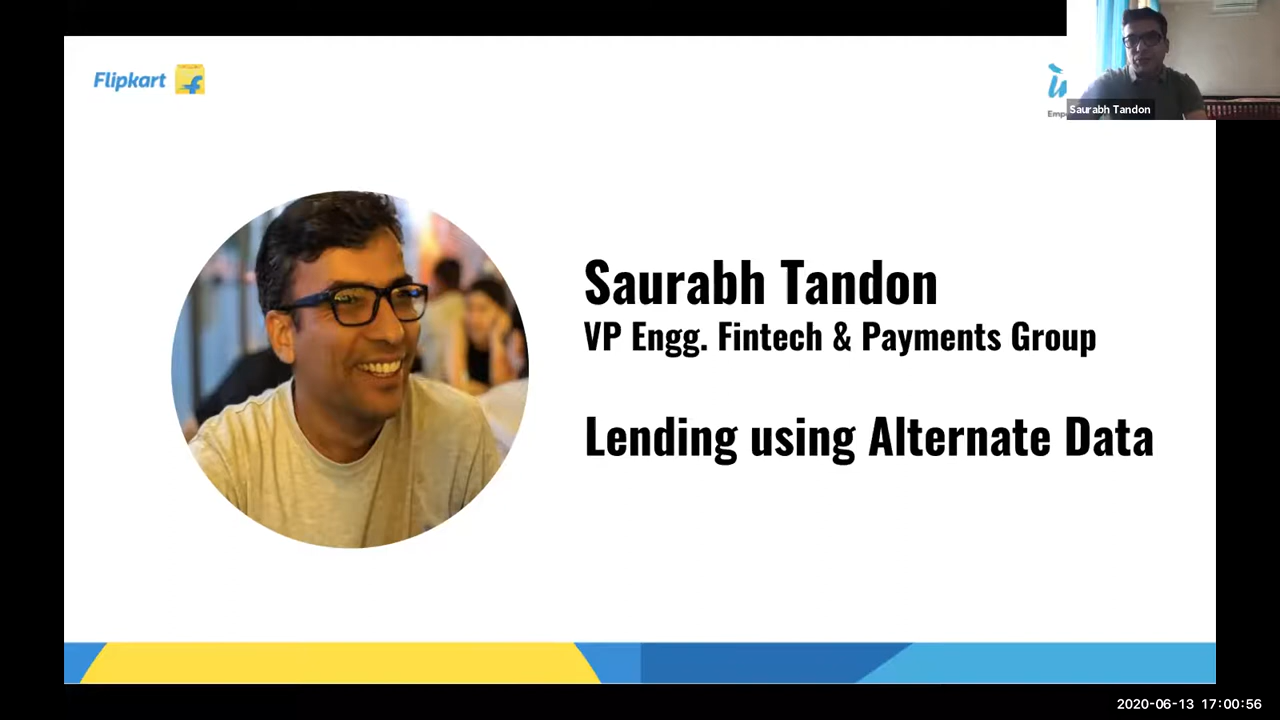 Flipkart
Saurabh Tandon
Saurabh Tandon
VP Engg. Fintech & Payments Group
Lending using Alternate Data
2020-06-13 17:00:56